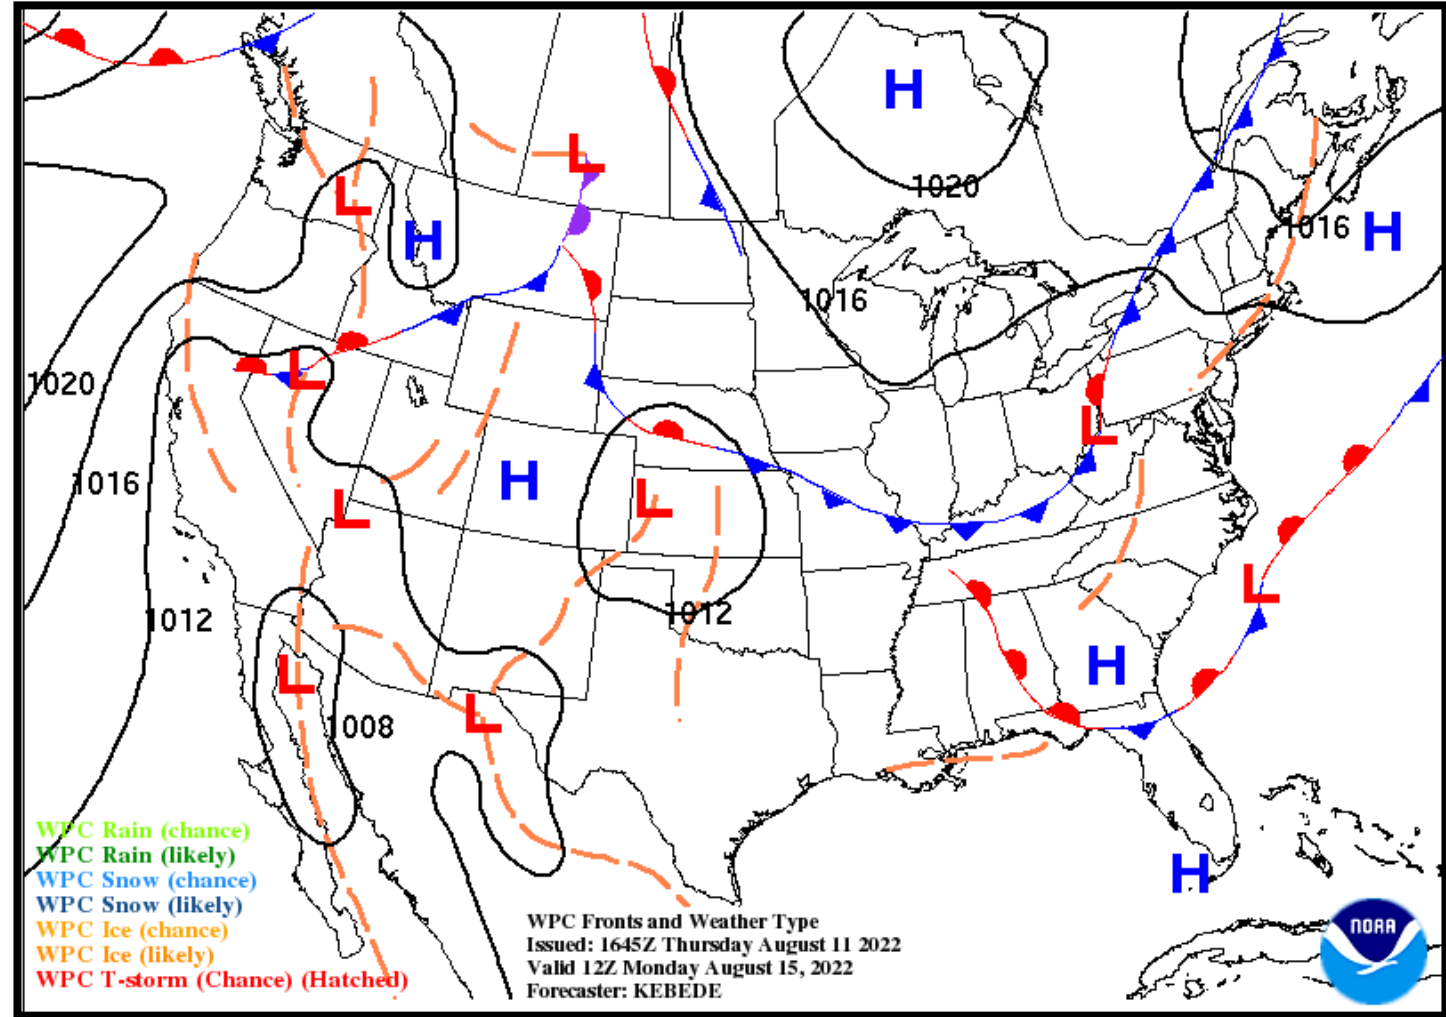 H
L
L
1020
H
H
1016
1016
L
1020
L
H
1016
L
L
L
1012
1012
H
L
1008
L
WPC Rain (chance)
WPC Rain (likely)
WPC Snow (chance)
WPC Snow (likely)
WPC Ice (chance)
WPC Ice (likely)
WPC T-storm (Chance) (Hatched)
H
WPC Fronts and Weather Type
Issued: 1645Z Thursday August 11 2022
Valid 12Z Monday August 15, 2022
Forecaster: KEBEDE
NOAA